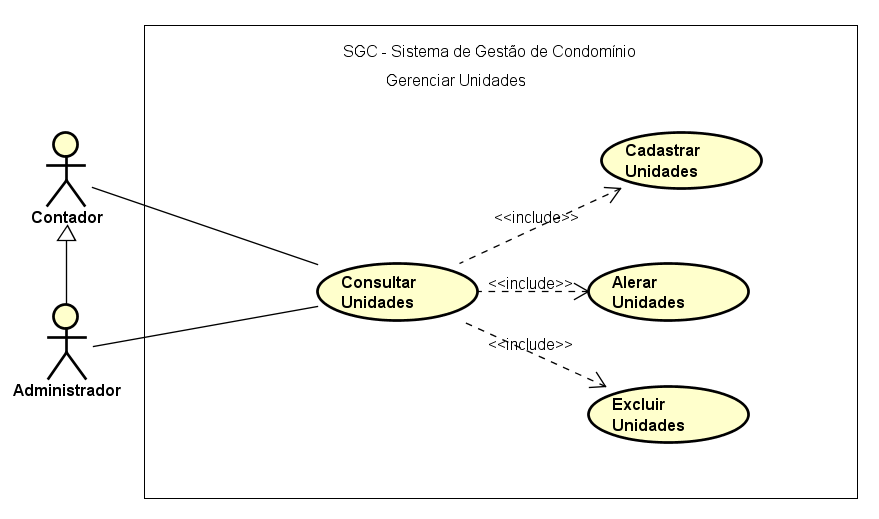 SGC - Sistema de Gestão de Condomínio
Gerenciar Unidades
Cadastrar
Unidades
Contador
<<include>>
Consultar
Unidades
<<include>>
Alerar
Unidades
<<include>>
Administrador
Excluir
Unidades